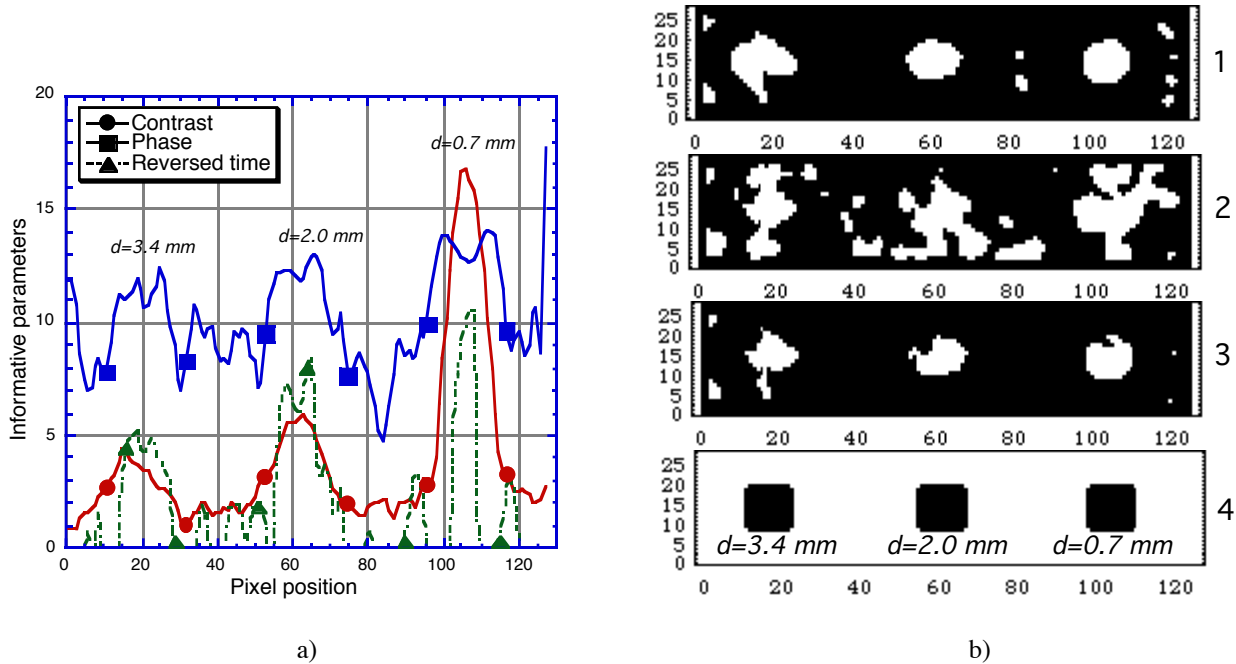 20
15
10
5
0
Informative parameters
Contrast
Phase
Reversed time
d=3.4 mm
d=2.0 mm
d=0.7 mm
0 20 40 60 80 100 120
Pixel position
a)
25
20
15
10
5
0
0 20 40 60 80 100 120
1
25
20
15
10
5
0
0 20 40 60 80 100 120
2
25
20
15
10
5
0
0 20 40 60 80 100 120
3
25
20
15
10
5
0
d=3.4 mm d=2.0 mm d=0.7 mm
0 20 40 60 80 100 120
4
b)